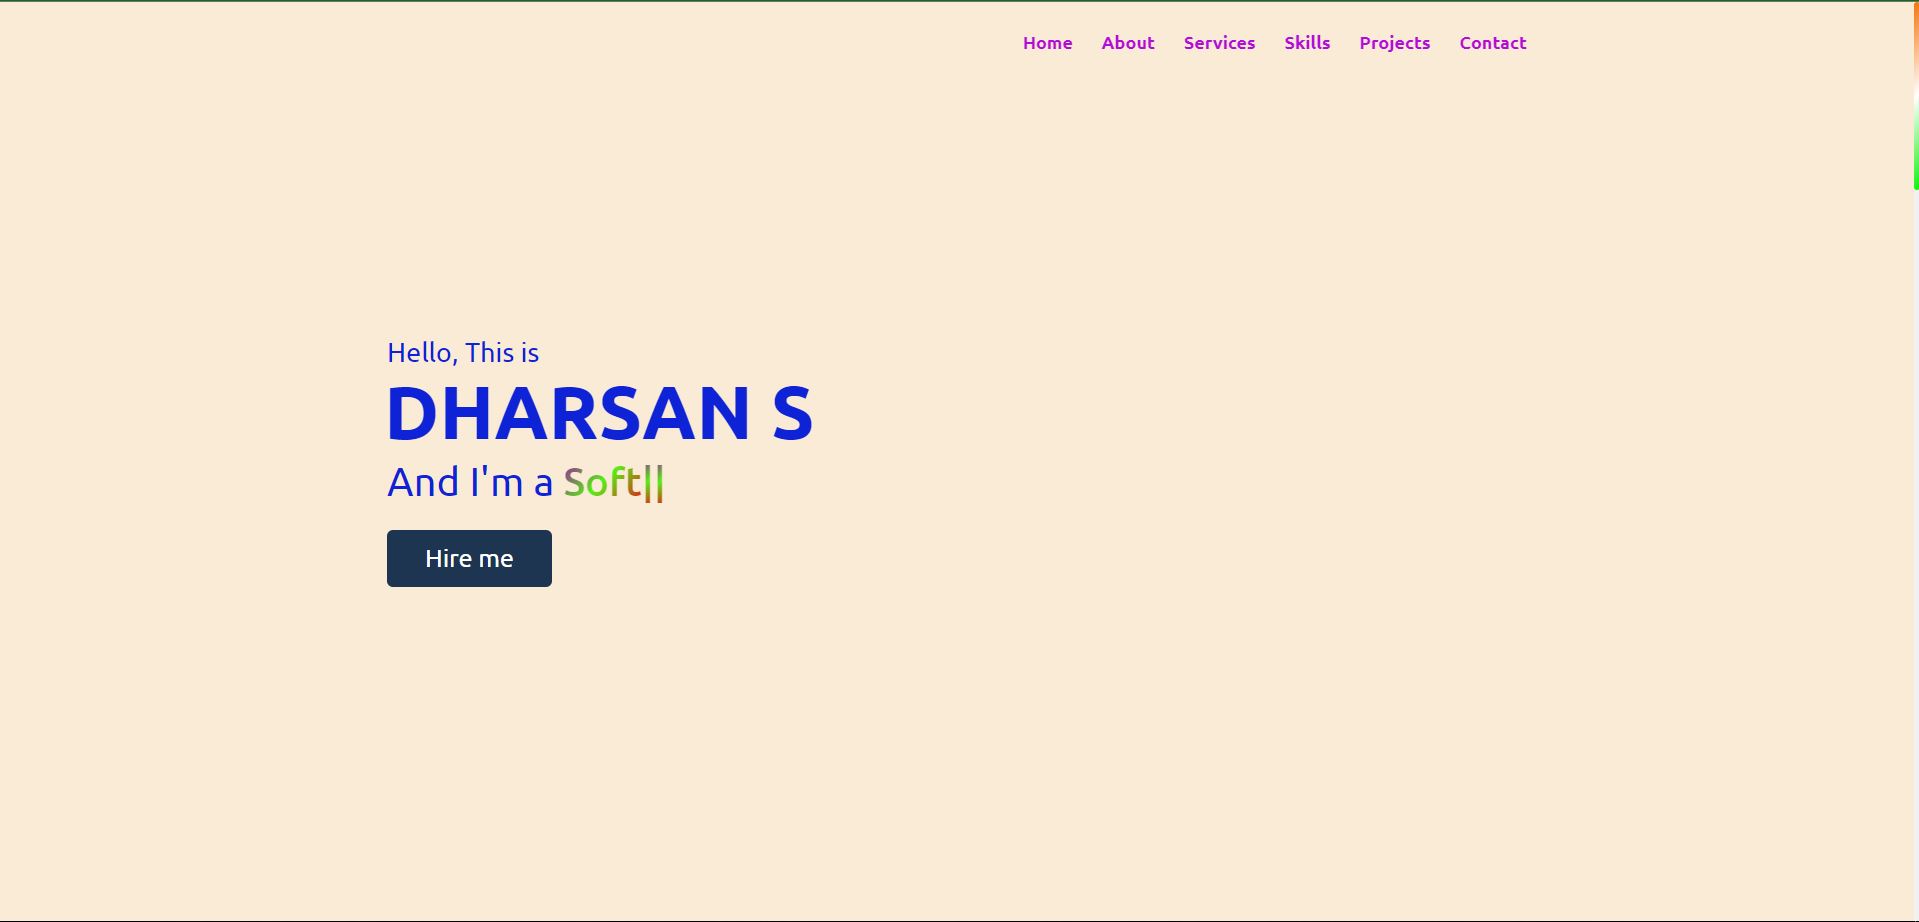 Home About Services Skills Projects Contact
Hello, This is
DHARSAN S
And I'm a Soft||
Hire me